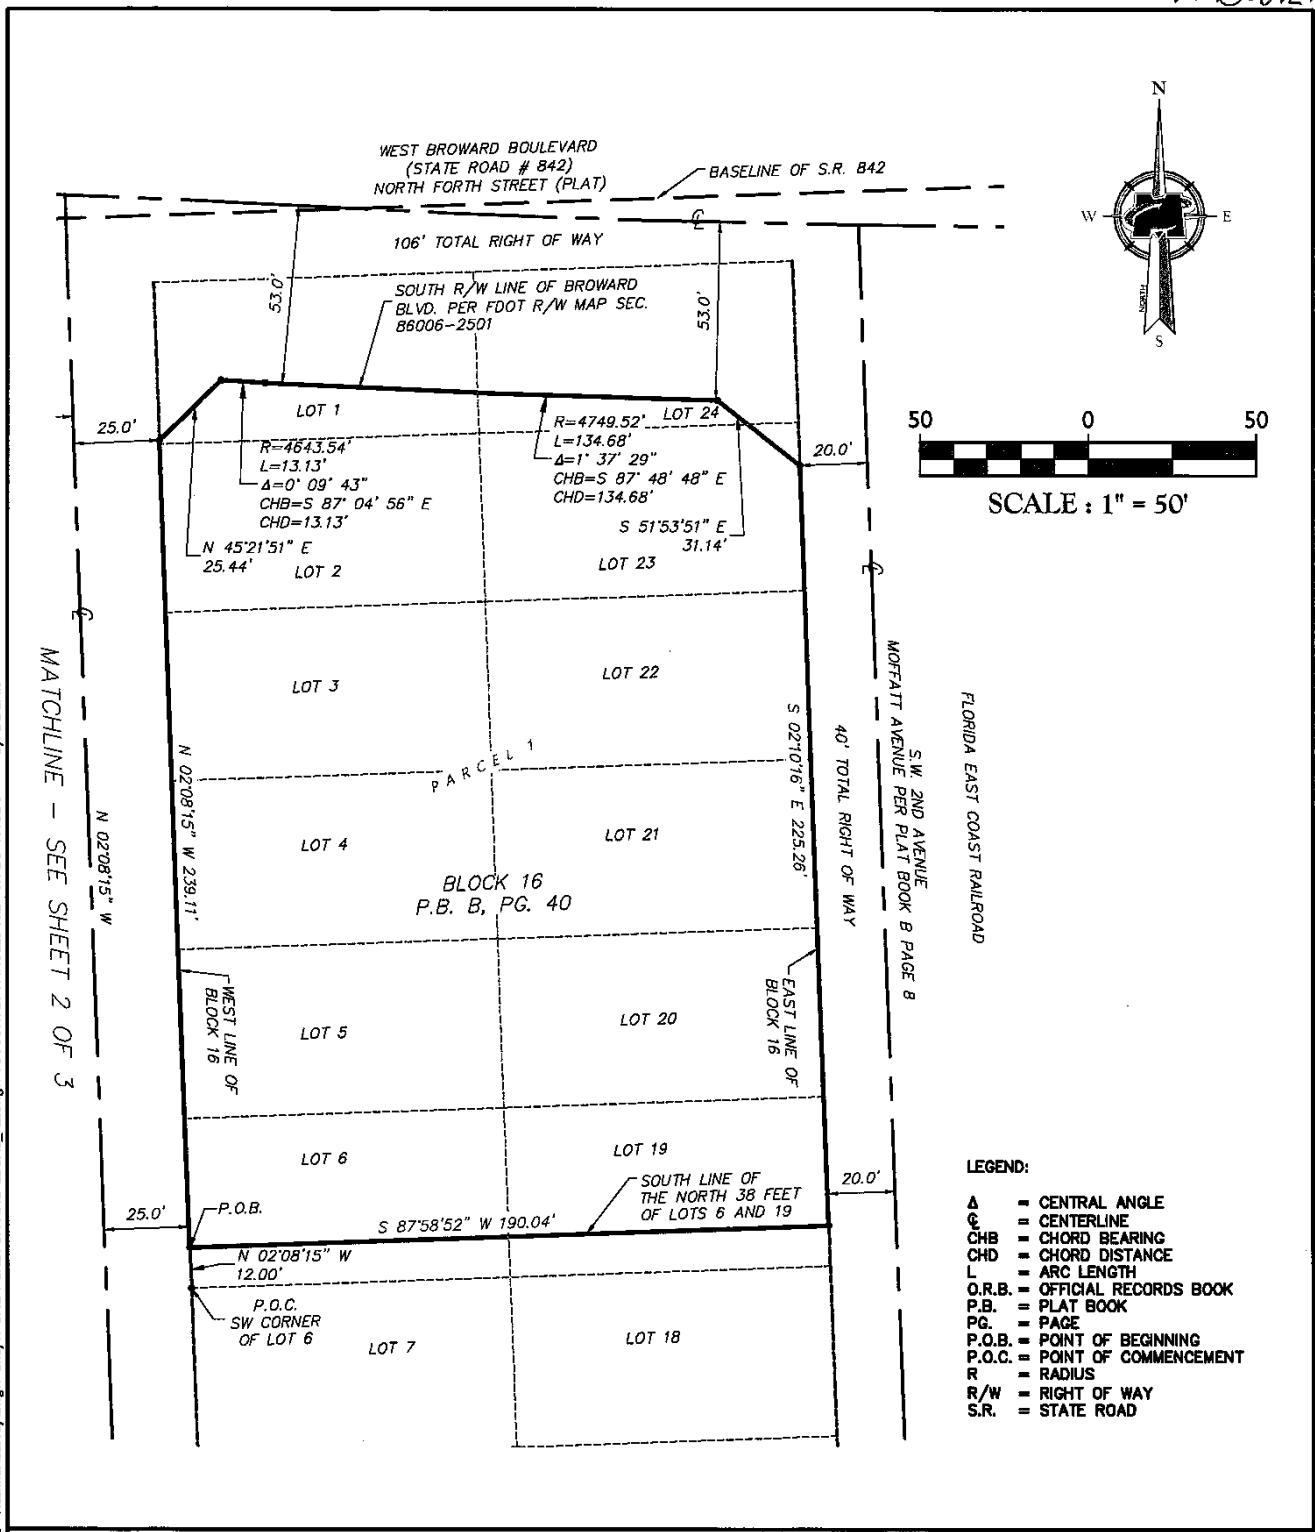 WEST BROWARD BOULEVARD
(STATE ROAD # 842)
NORTH FORTH STREET (PLAT)
BASELINE OF S.R. 842
℄
106' TOTAL RIGHT OF WAY
53.0'
53.0'
SOUTH R/W LINE OF BROWARD
BLVD. PER FDOT R/W MAP SEC.
86006-2501
N
W
E
S
NORTH
LOT 1
LOT 24
25.0'
20.0'
R=4643.54'
L=13.13'
Δ=0° 09' 43"
CHB=S 87° 04' 56" E
CHD=13.13'
R=4749.52'
L=134.68'
Δ=1° 37' 29"
CHB=S 87° 48' 48" E
CHD=134.68'
50
0
50
SCALE : 1" = 50'
N 45°21'51" E
25.44'
S 51°53'51" E
31.14'
LOT 2
LOT 23
℄
℄
LOT 3
LOT 22
PARCEL 1
MATCHLINE - SEE SHEET 2 OF 3
N 02°08'15" W
N 02°08'15" W 239.11'
S 02°10'16" E 225.26'
40' TOTAL RIGHT OF WAY
S.W. 2ND AVENUE
MOFFATT AVENUE PER PLAT BOOK B PAGE 8
FLORIDA EAST COAST RAILROAD
LOT 4
LOT 21
BLOCK 16
P.B. B, PG. 40
WEST LINE OF
BLOCK 16
EAST LINE OF
BLOCK 16
LOT 5
LOT 20
LOT 6
LOT 19
SOUTH LINE OF
THE NORTH 38 FEET
OF LOTS 6 AND 19
25.0'
P.O.B.
20.0'
S 87°58'52" W 190.04'
N 02°08'15" W
12.00'
P.O.C.
SW CORNER
OF LOT 6
LOT 7
LOT 18
LEGEND:
Δ = CENTRAL ANGLE
℄ = CENTERLINE
CHB = CHORD BEARING
CHD = CHORD DISTANCE
L = ARC LENGTH
O.R.B. = OFFICIAL RECORDS BOOK
P.B. = PLAT BOOK
PG. = PAGE
P.O.B. = POINT OF BEGINNING
P.O.C. = POINT OF COMMENCEMENT
R = RADIUS
R/W = RIGHT OF WAY
S.R. = STATE ROAD